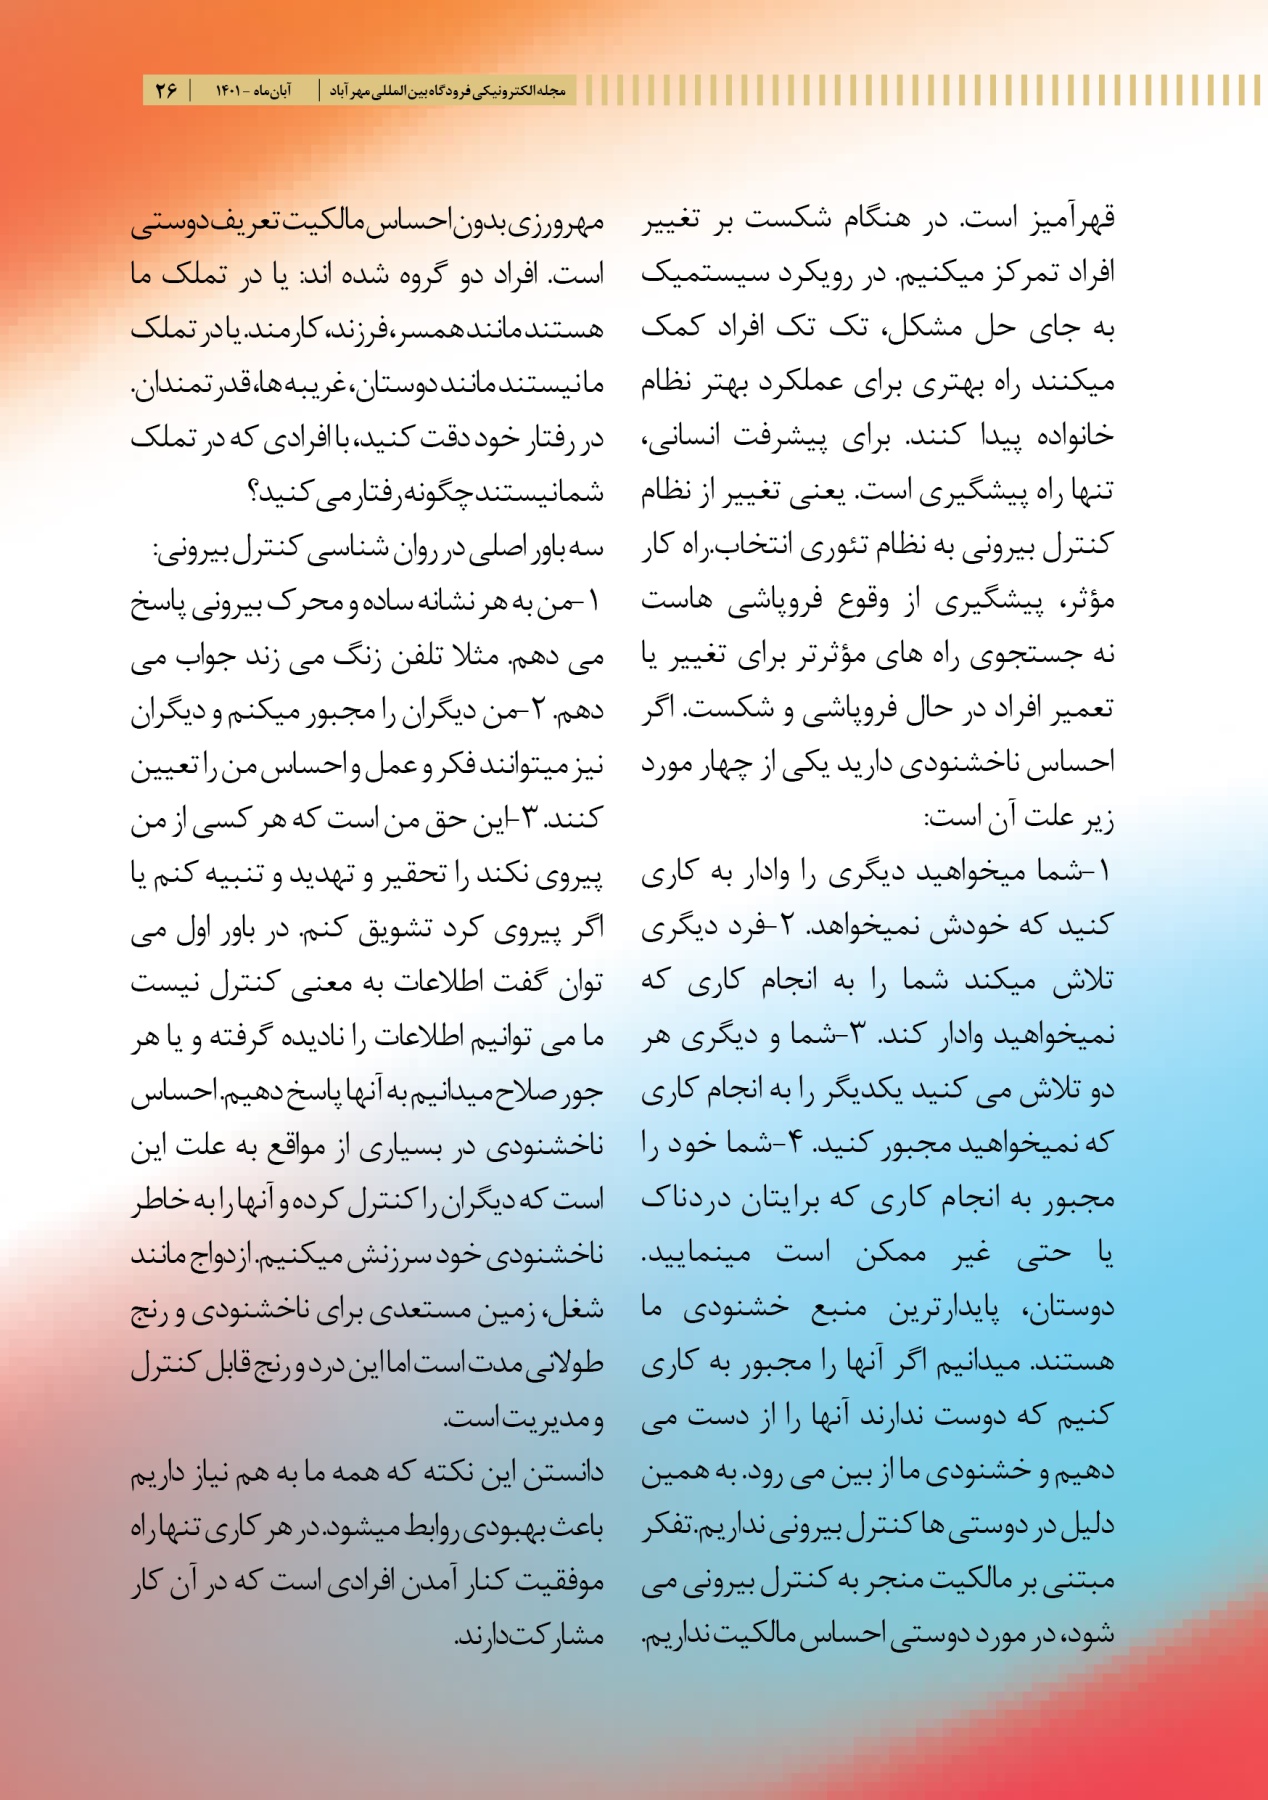 مجله الکترونیکی فرودگاه بین المللی مهرآباد | آبان ماه - ۱۴۰۱ | ۲۶
قهرآمیز است. در هنگام شکست بر تغییر
افراد تمرکز میکنیم. در رویکرد سیستمیک
به جای حل مشکل، تک تک افراد کمک
میکنند راه بهتری برای عملکرد بهتر نظام
خانواده پیدا کنند. برای پیشرفت انسانی،
تنها راه پیشگیری است. یعنی تغییر از نظام
کنترل بیرونی به نظام تئوری انتخاب.راه کار
مؤثر، پیشگیری از وقوع فروپاشی هاست
نه جستجوی راه های مؤثرتر برای تغییر یا
تعمیر افراد در حال فروپاشی و شکست. اگر
احساس ناخشنودی دارید یکی از چهار مورد
زیر علت آن است:
۱-شما میخواهید دیگری را وادار به کاری
کنید که خودش نمیخواهد. ۲-فرد دیگری
تلاش میکند شما را به انجام کاری که
نمیخواهید وادار کند. ۳-شما و دیگری هر
دو تلاش می کنید یکدیگر را به انجام کاری
که نمیخواهید مجبور کنید. ۴-شما خود را
مجبور به انجام کاری که برایتان دردناک
یا حتی غیر ممکن است مینمایید.
دوستان، پایدارترین منبع خشنودی ما
هستند. میدانیم اگر آنها را مجبور به کاری
کنیم که دوست ندارند آنها را از دست می
دهیم و خشنودی ما از بین می رود. به همین
دلیل در دوستی ها کنترل بیرونی نداریم.تفکر
مبتنی بر مالکیت منجر به کنترل بیرونی می
شود، در مورد دوستی احساس مالکیت نداریم.
مهرورزی بدون احساس مالکیت تعریف دوستی
است. افراد دو گروه شده اند: یا در تملک ما
هستند مانند همسر، فرزند، کارمند. یا در تملک
ما نیستند مانند دوستان، غریبه ها، قدرتمندان.
در رفتار خود دقت کنید، با افرادی که در تملک
شما نیستند چگونه رفتار می کنید؟
سه باور اصلی در روان شناسی کنترل بیرونی:
۱-من به هر نشانه ساده و محرک بیرونی پاسخ
می دهم. مثلا تلفن زنگ می زند جواب می
دهم. ۲-من دیگران را مجبور میکنم و دیگران
نیز میتوانند فکر و عمل و احساس من را تعیین
کنند. ۳-این حق من است که هر کسی از من
پیروی نکند را تحقیر و تهدید و تنبیه کنم یا
اگر پیروی کرد تشویق کنم. در باور اول می
توان گفت اطلاعات به معنی کنترل نیست
ما می توانیم اطلاعات را نادیده گرفته و یا هر
جور صلاح میدانیم به آنها پاسخ دهیم. احساس
ناخشنودی در بسیاری از مواقع به علت این
است که دیگران را کنترل کرده و آنها را به خاطر
ناخشنودی خود سرزنش میکنیم. ازدواج مانند
شغل، زمین مستعدی برای ناخشنودی و رنج
طولانی مدت است اما این درد و رنج قابل کنترل
و مدیریت است.
دانستن این نکته که همه ما به هم نیاز داریم
باعث بهبودی روابط میشود. در هر کاری تنها راه
موفقیت کنار آمدن افرادی است که در آن کار
مشارکت دارند.